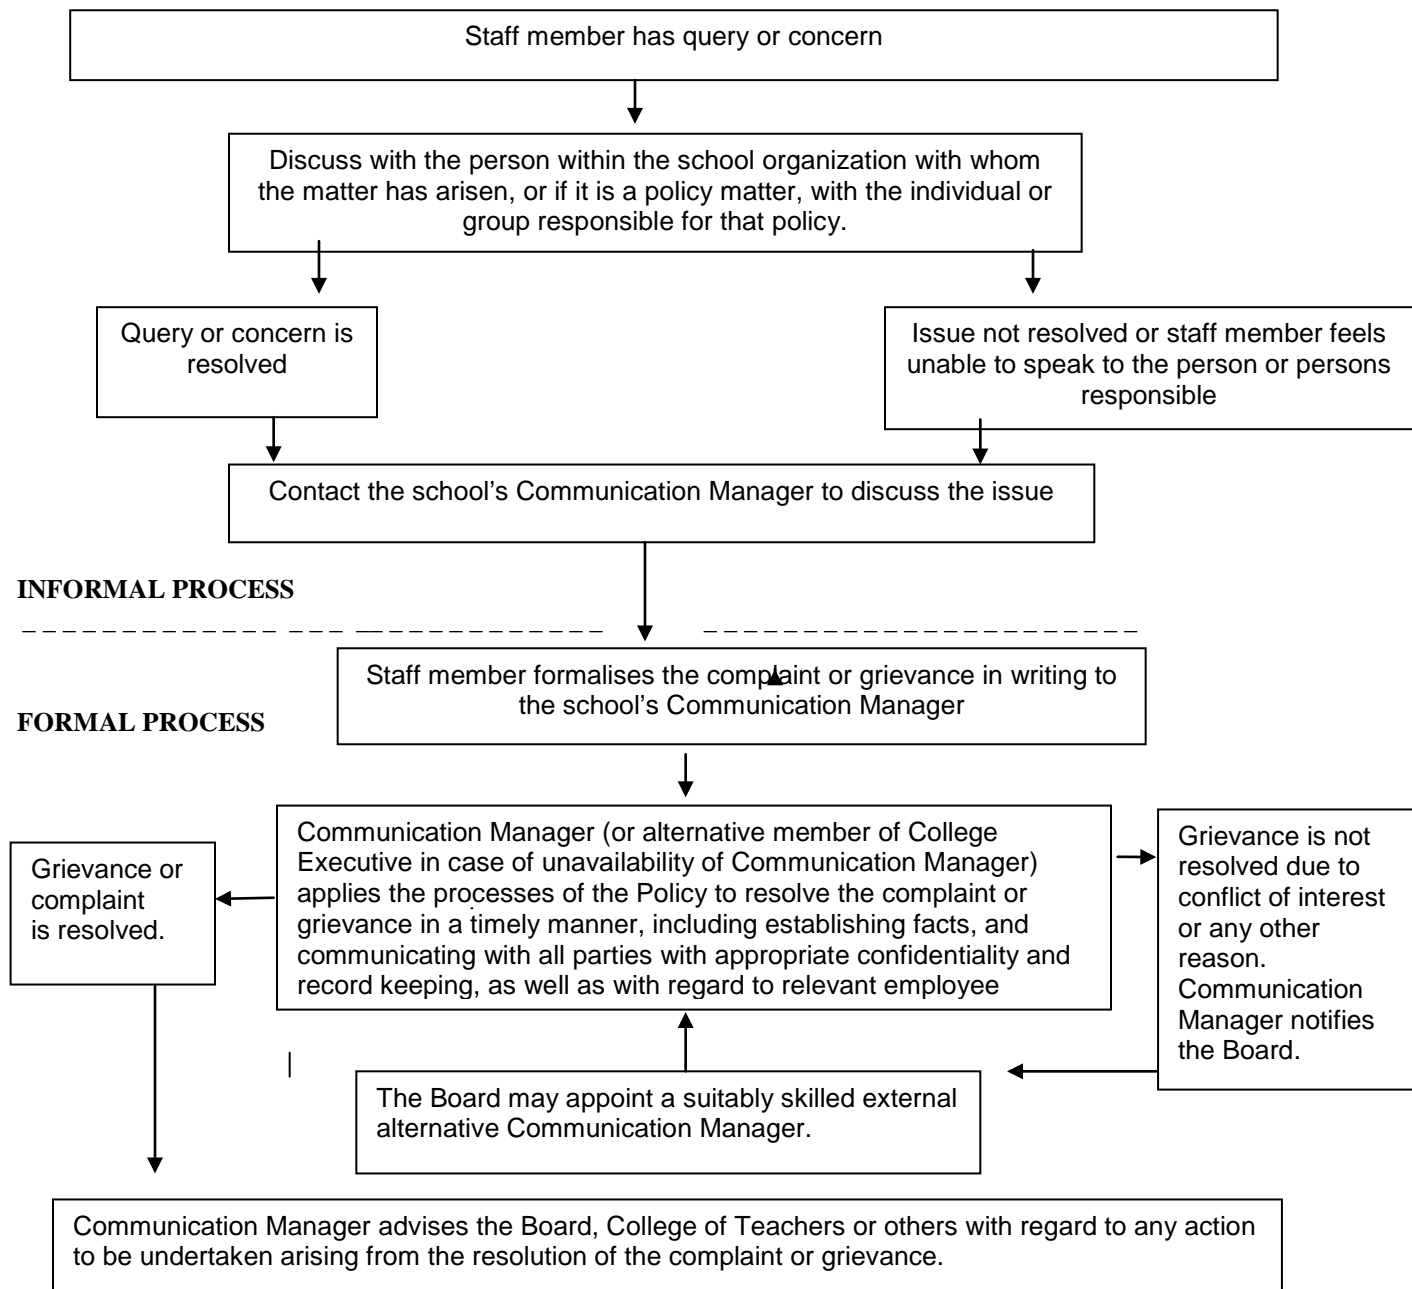 Staff member has query or concern
Discuss with the person within the school organization with whom
the matter has arisen, or if it is a policy matter, with the individual or
group responsible for that policy.
Query or concern is
resolved
Issue not resolved or staff member feels
unable to speak to the person or persons
responsible
Contact the school’s Communication Manager to discuss the issue
INFORMAL PROCESS
Staff member formalises the complaint or grievance in writing to
the school’s Communication Manager
FORMAL PROCESS
Grievance or
complaint
is resolved.
Communication Manager (or alternative member of College
Executive in case of unavailability of Communication Manager)
applies the processes of the Policy to resolve the complaint or
grievance in a timely manner, including establishing facts, and
communicating with all parties with appropriate confidentiality and
record keeping, as well as with regard to relevant employee
Grievance is not
resolved due to
conflict of interest
or any other
reason.
Communication
Manager notifies
the Board.
The Board may appoint a suitably skilled external
alternative Communication Manager.
Communication Manager advises the Board, College of Teachers or others with regard to any action
to be undertaken arising from the resolution of the complaint or grievance.